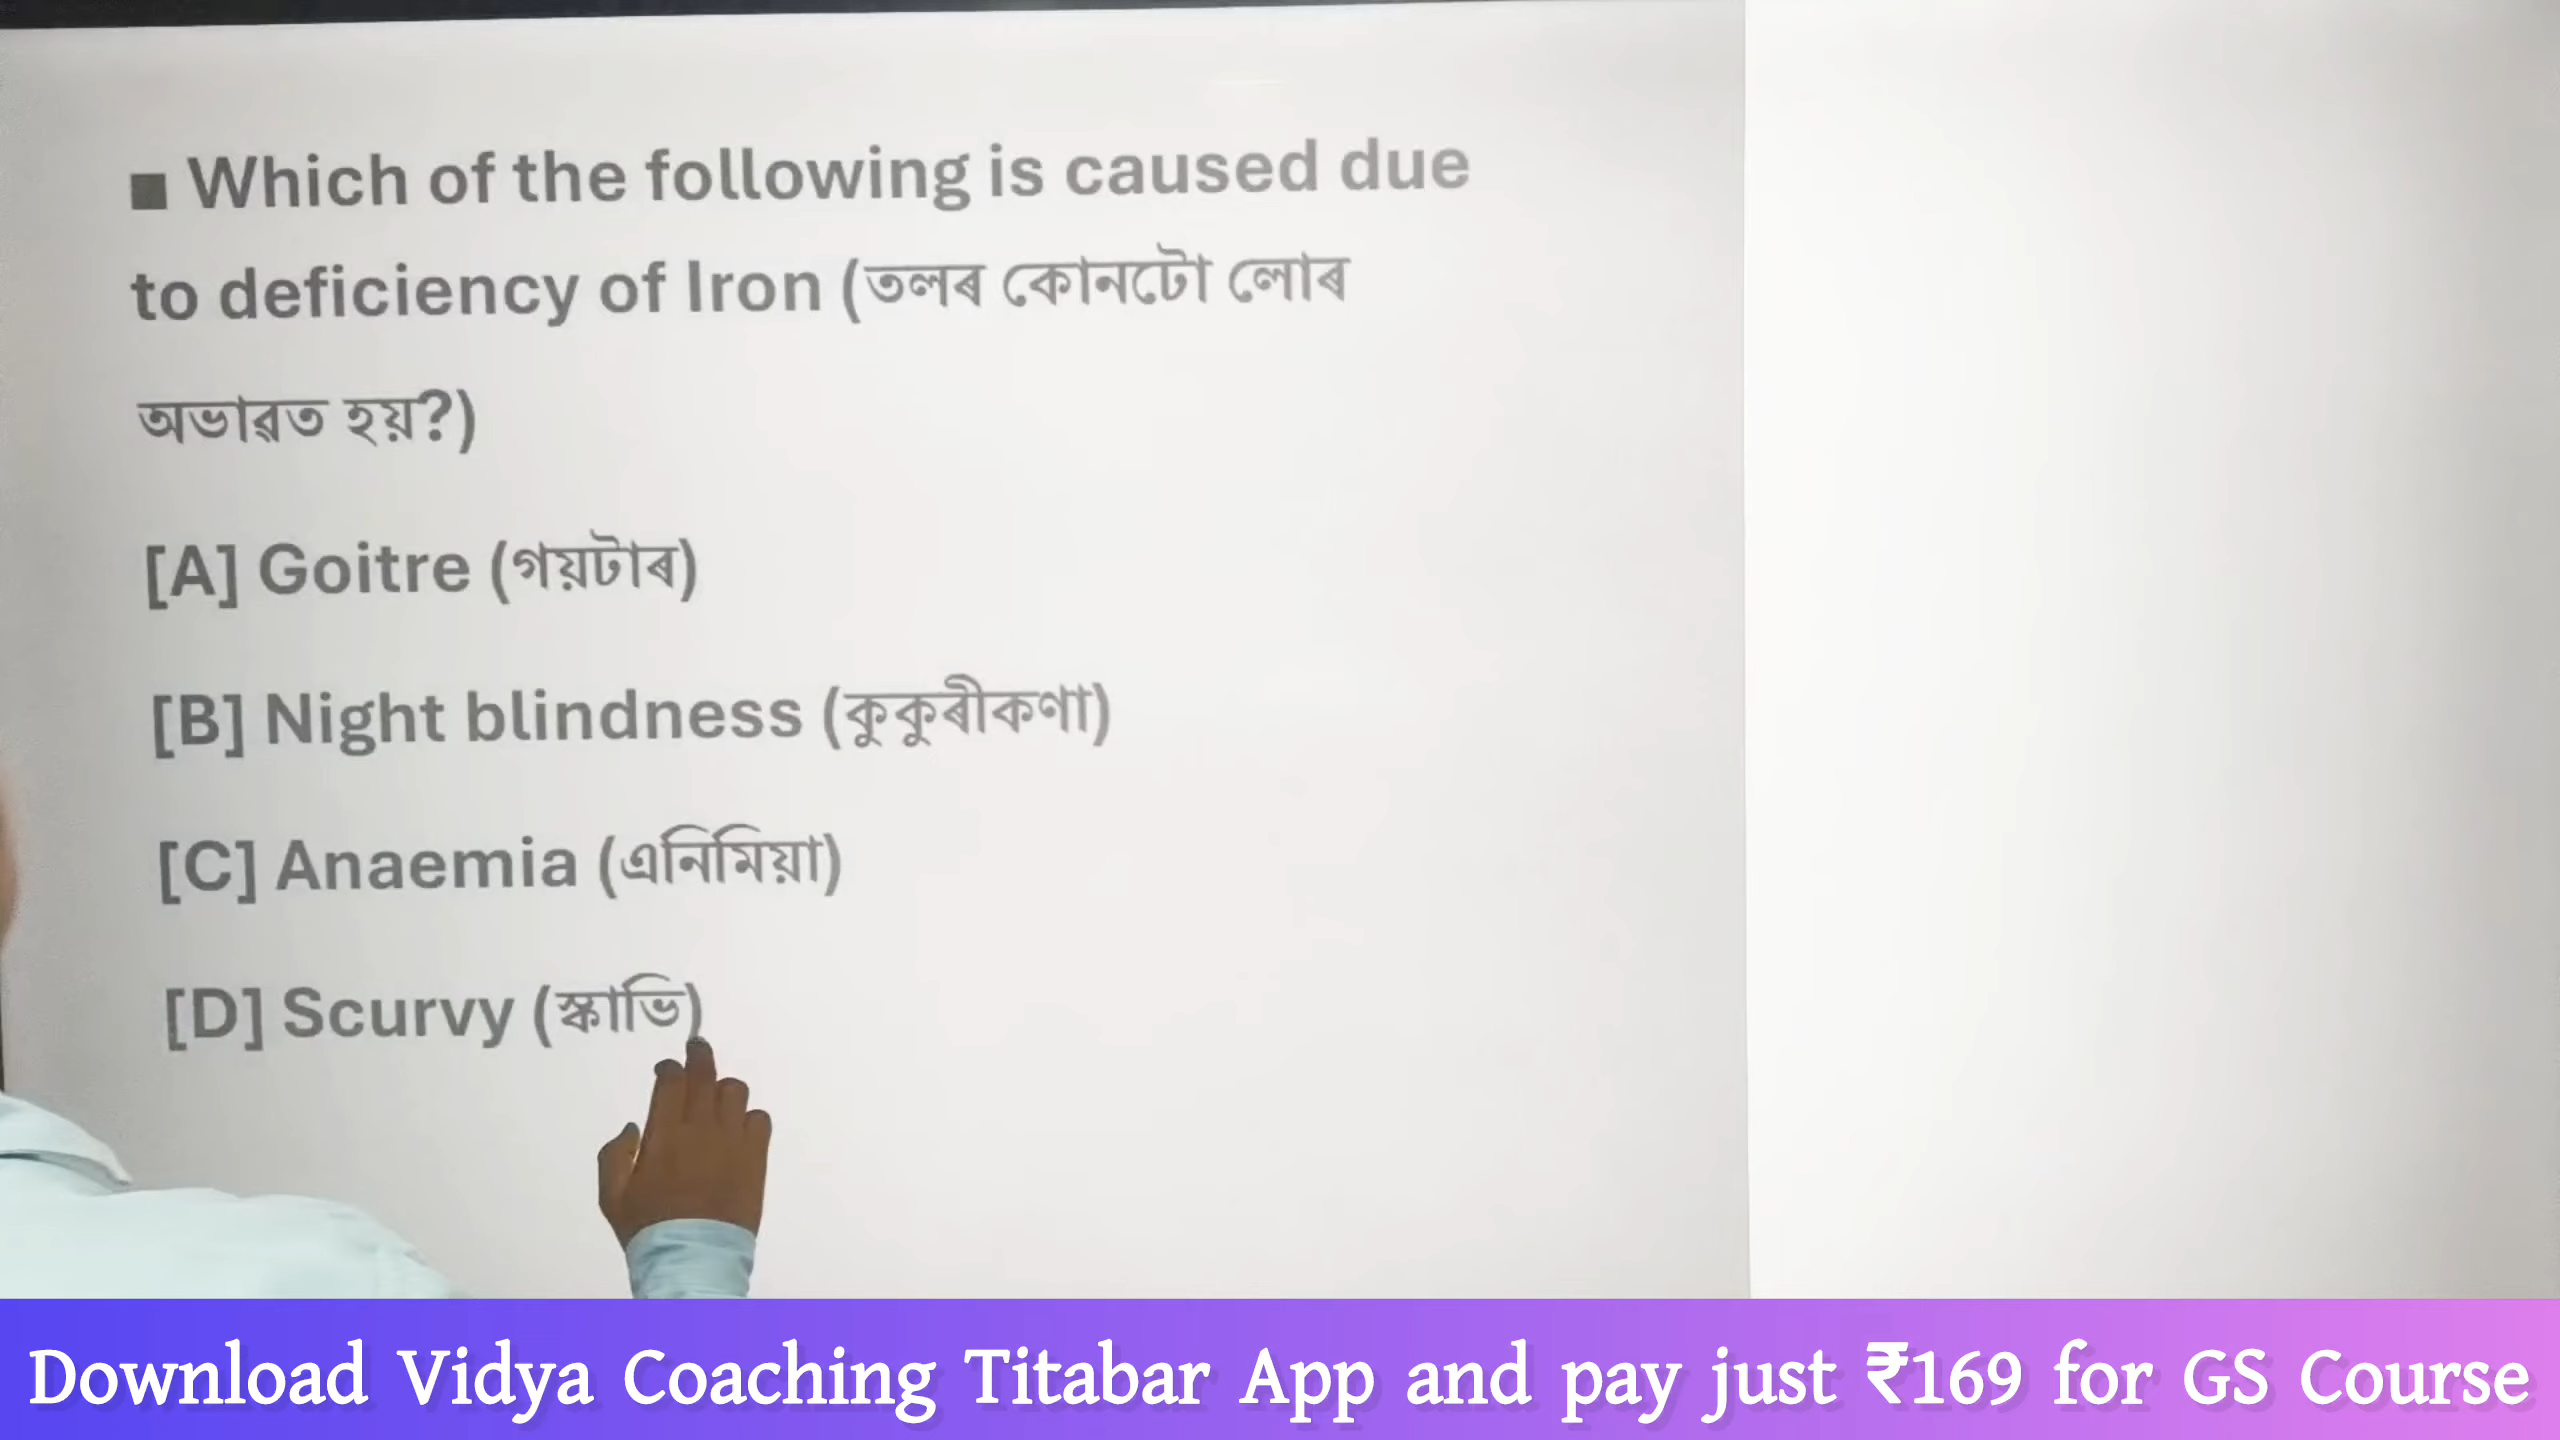 ■ Which of the following is caused due
to deficiency of Iron (তলৰ কোনটো লোৰ
অভাৱত হয়?)
[A] Goitre (গয়টাৰ)
[B] Night blindness (কুকুৰীকণা)
[C] Anaemia (এনিমিয়া)
[D] Scurvy (স্কাৰ্ভি)
Download Vidya Coaching Titabar App and pay just ₹169 for GS Course